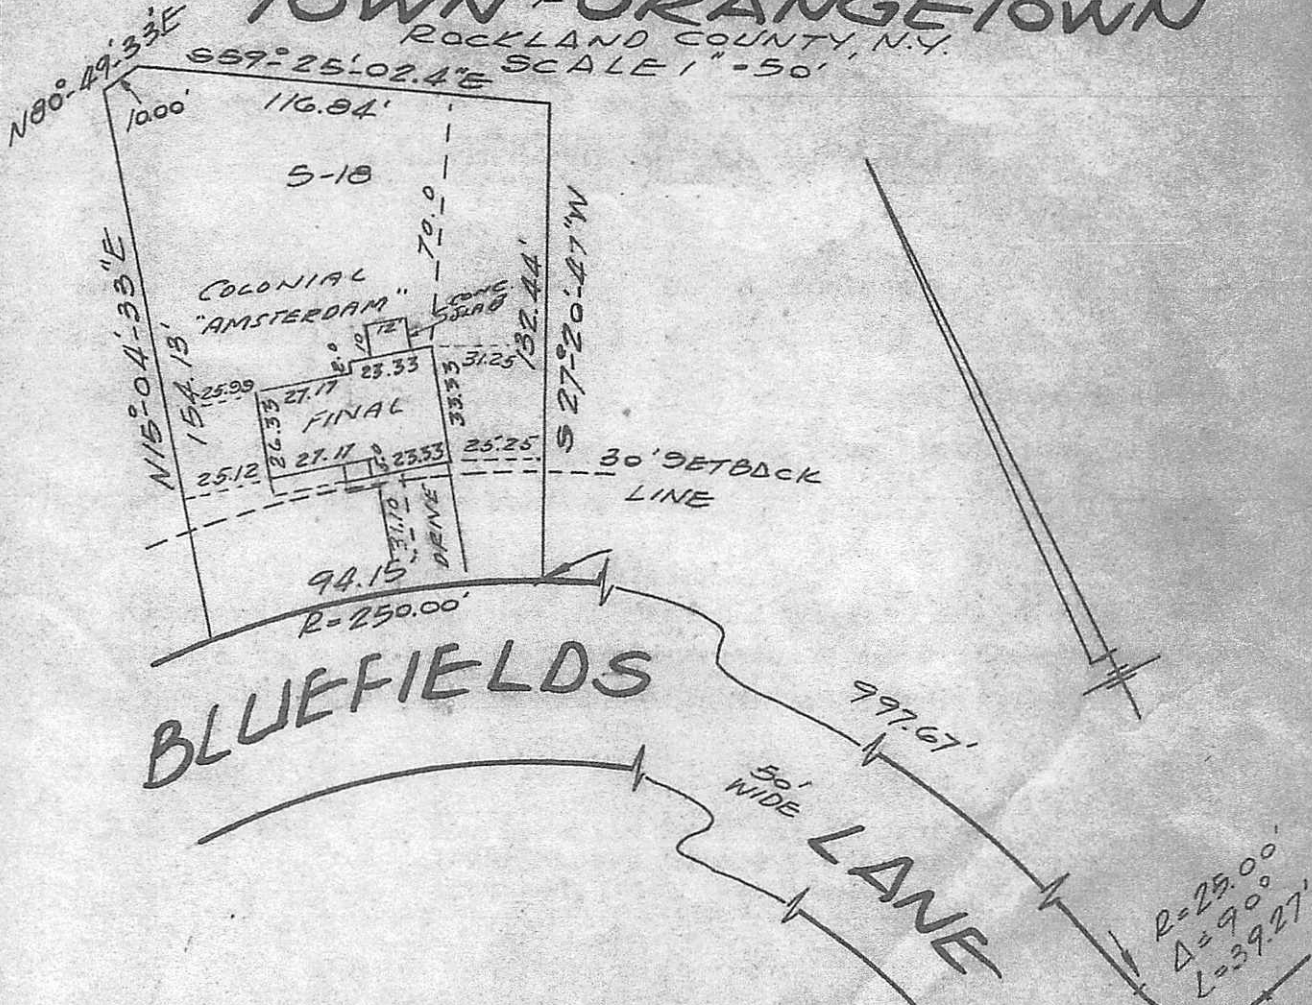 TOWN - ORANGETOWN
ROCKLAND COUNTY, N.Y.
SCALE 1" = 50'
N80°-49'-33"E
S59°-25'-02.4"E
10.00'
116.84'
S-18
70.0
N15°-04'-33"E
154.13'
132.44'
S27°-20'-47"W
COLONIAL
"AMSTERDAM"
CONC.
SLAB
12
10
23.33
31.25
25.99
27.17
33.33
26.33
FINAL
27.17
23.33
25.25
25.12
30' SETBACK
LINE
31.10
DRIVE
94.15'
R=250.00'
BLUEFIELDS
997.67'
50'
WIDE
LANE
R=25.00'
Δ=90°
L=39.27'